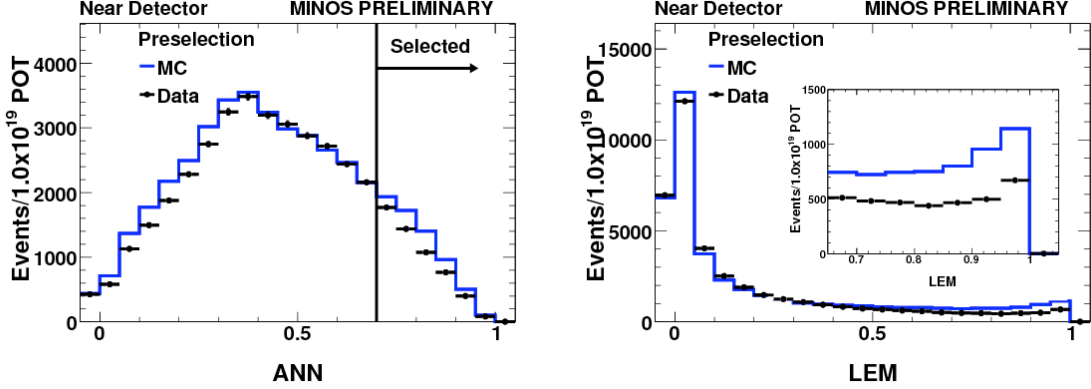 Near Detector MINOS PRELIMINARY
Preselection
MC
Data
Selected
Events/1.0x10¹⁹ POT
4000
3000
2000
1000
0
0 0.5 1
ANN
Near Detector MINOS PRELIMINARY
Preselection
MC
Data
Events/1.0x10¹⁹ POT
15000
10000
5000
0
0 0.5 1
LEM
Events/1.0x10¹⁹ POT
1500
1000
500
0
0.7 0.8 0.9 1
LEM